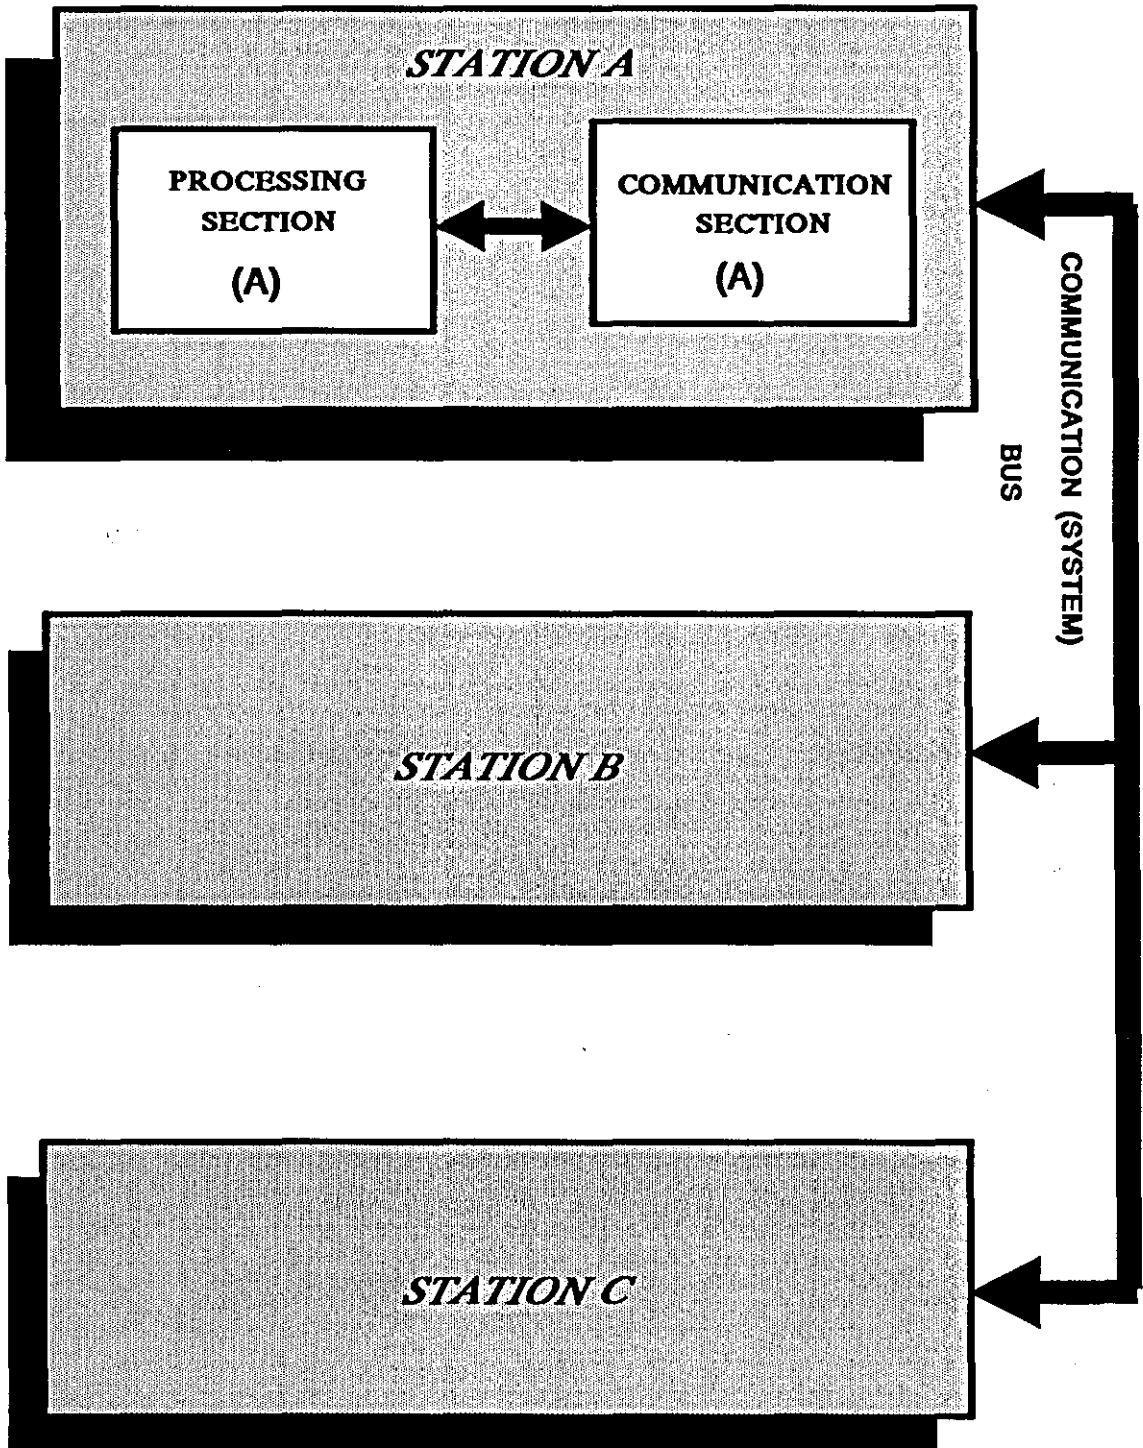 STATION A
PROCESSING
SECTION
(A)
COMMUNICATION
SECTION
(A)
COMMUNICATION (SYSTEM)
BUS
STATION B
STATION C